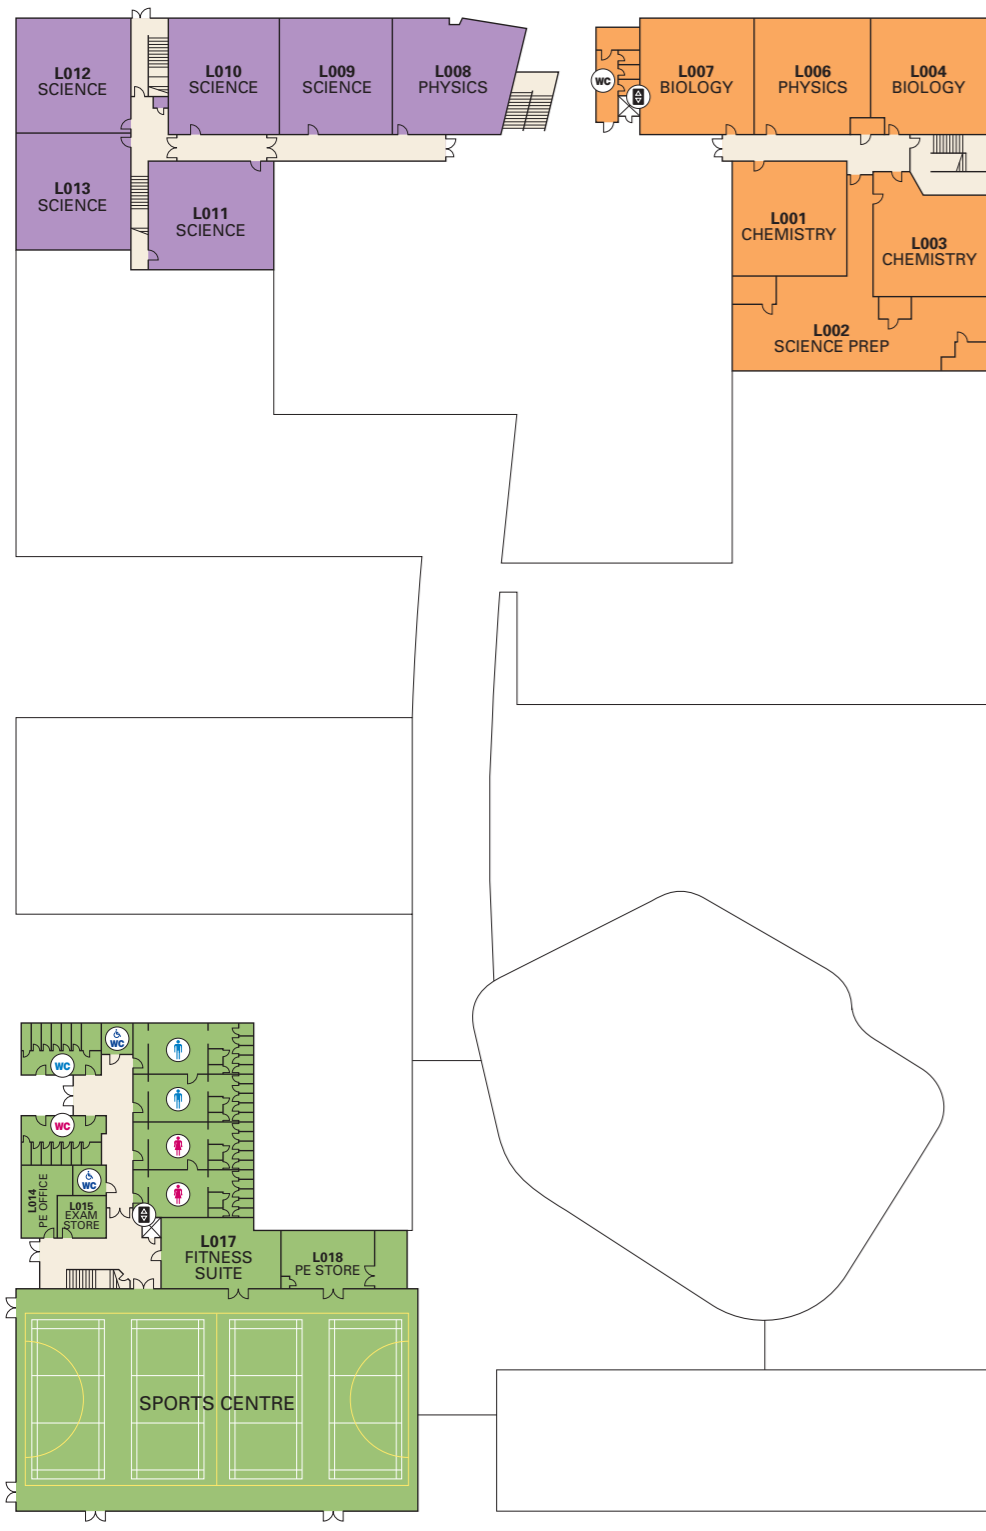 L012
SCIENCE
L010
SCIENCE
L009
SCIENCE
L008
PHYSICS
WC
L007
BIOLOGY
L006
PHYSICS
L004
BIOLOGY
L013
SCIENCE
L011
SCIENCE
L001
CHEMISTRY
L003
CHEMISTRY
L002
SCIENCE PREP
WC
WC
WC
WC
L014
PE OFFICE
L015
EXAM
STORE
L017
FITNESS
SUITE
L018
PE STORE
SPORTS CENTRE